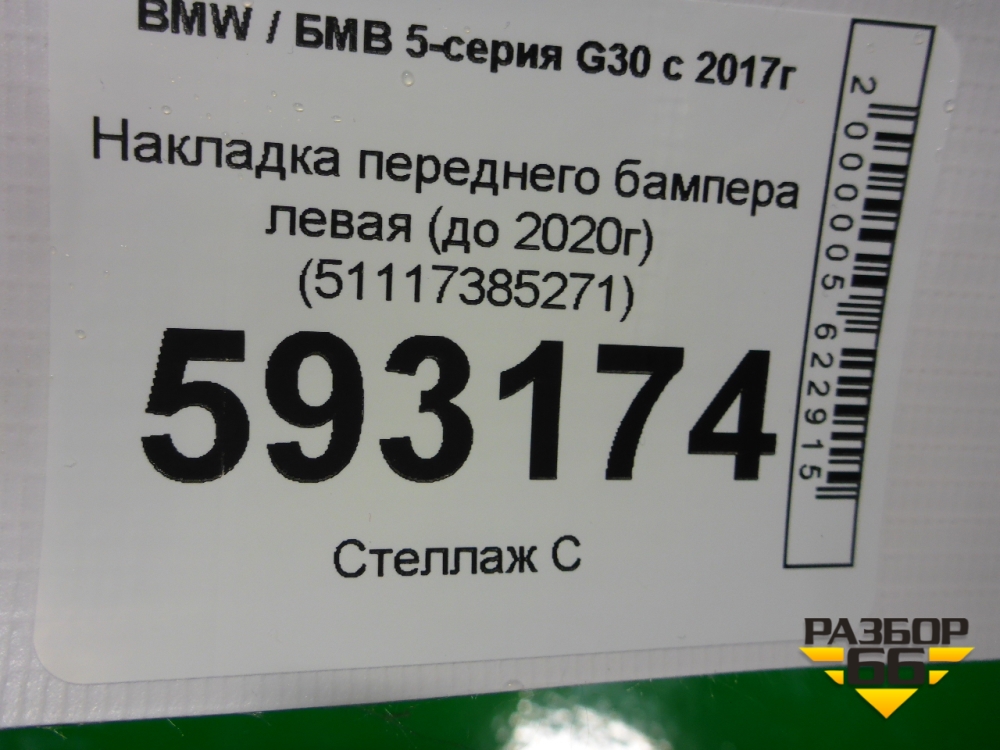 BMW / БМВ 5-серия G30 с 2017г
Накладка переднего бампера
левая (до 2020г)
(51117385271)
593174
Стеллаж С
2000005622915
РАЗБОР
66